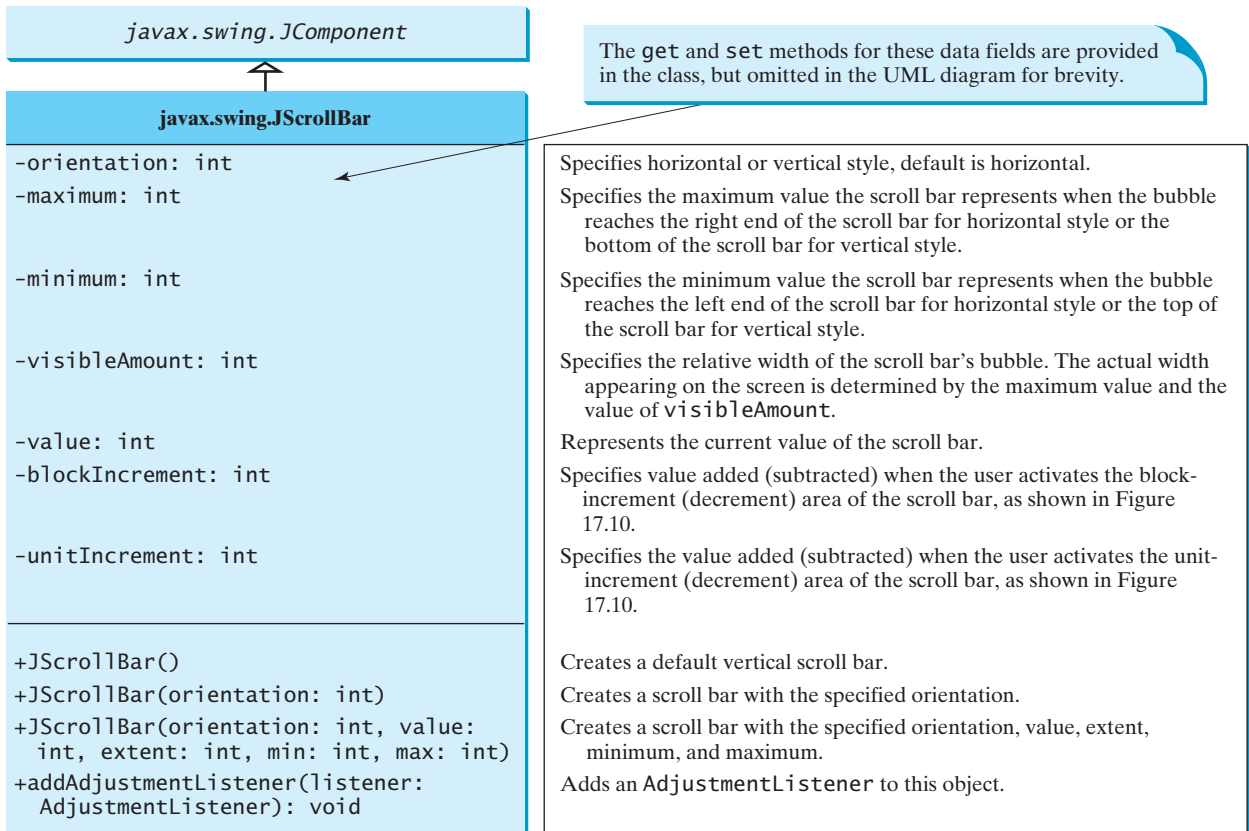 javax.swing.JComponent
The get and set methods for these data fields are provided
in the class, but omitted in the UML diagram for brevity.
javax.swing.JScrollBar
-orientation: int
Specifies horizontal or vertical style, default is horizontal.
-maximum: int
Specifies the maximum value the scroll bar represents when the bubble
reaches the right end of the scroll bar for horizontal style or the
bottom of the scroll bar for vertical style.
-minimum: int
Specifies the minimum value the scroll bar represents when the bubble
reaches the left end of the scroll bar for horizontal style or the top of
the scroll bar for vertical style.
-visibleAmount: int
Specifies the relative width of the scroll bar's bubble. The actual width
appearing on the screen is determined by the maximum value and the
value of visibleAmount.
-value: int
Represents the current value of the scroll bar.
-blockIncrement: int
Specifies value added (subtracted) when the user activates the block-
increment (decrement) area of the scroll bar, as shown in Figure
17.10.
-unitIncrement: int
Specifies the value added (subtracted) when the user activates the unit-
increment (decrement) area of the scroll bar, as shown in Figure
17.10.
+JScrollBar()
Creates a default vertical scroll bar.
+JScrollBar(orientation: int)
Creates a scroll bar with the specified orientation.
+JScrollBar(orientation: int, value:
int, extent: int, min: int, max: int)
Creates a scroll bar with the specified orientation, value, extent,
minimum, and maximum.
+addAdjustmentListener(listener:
AdjustmentListener): void
Adds an AdjustmentListener to this object.